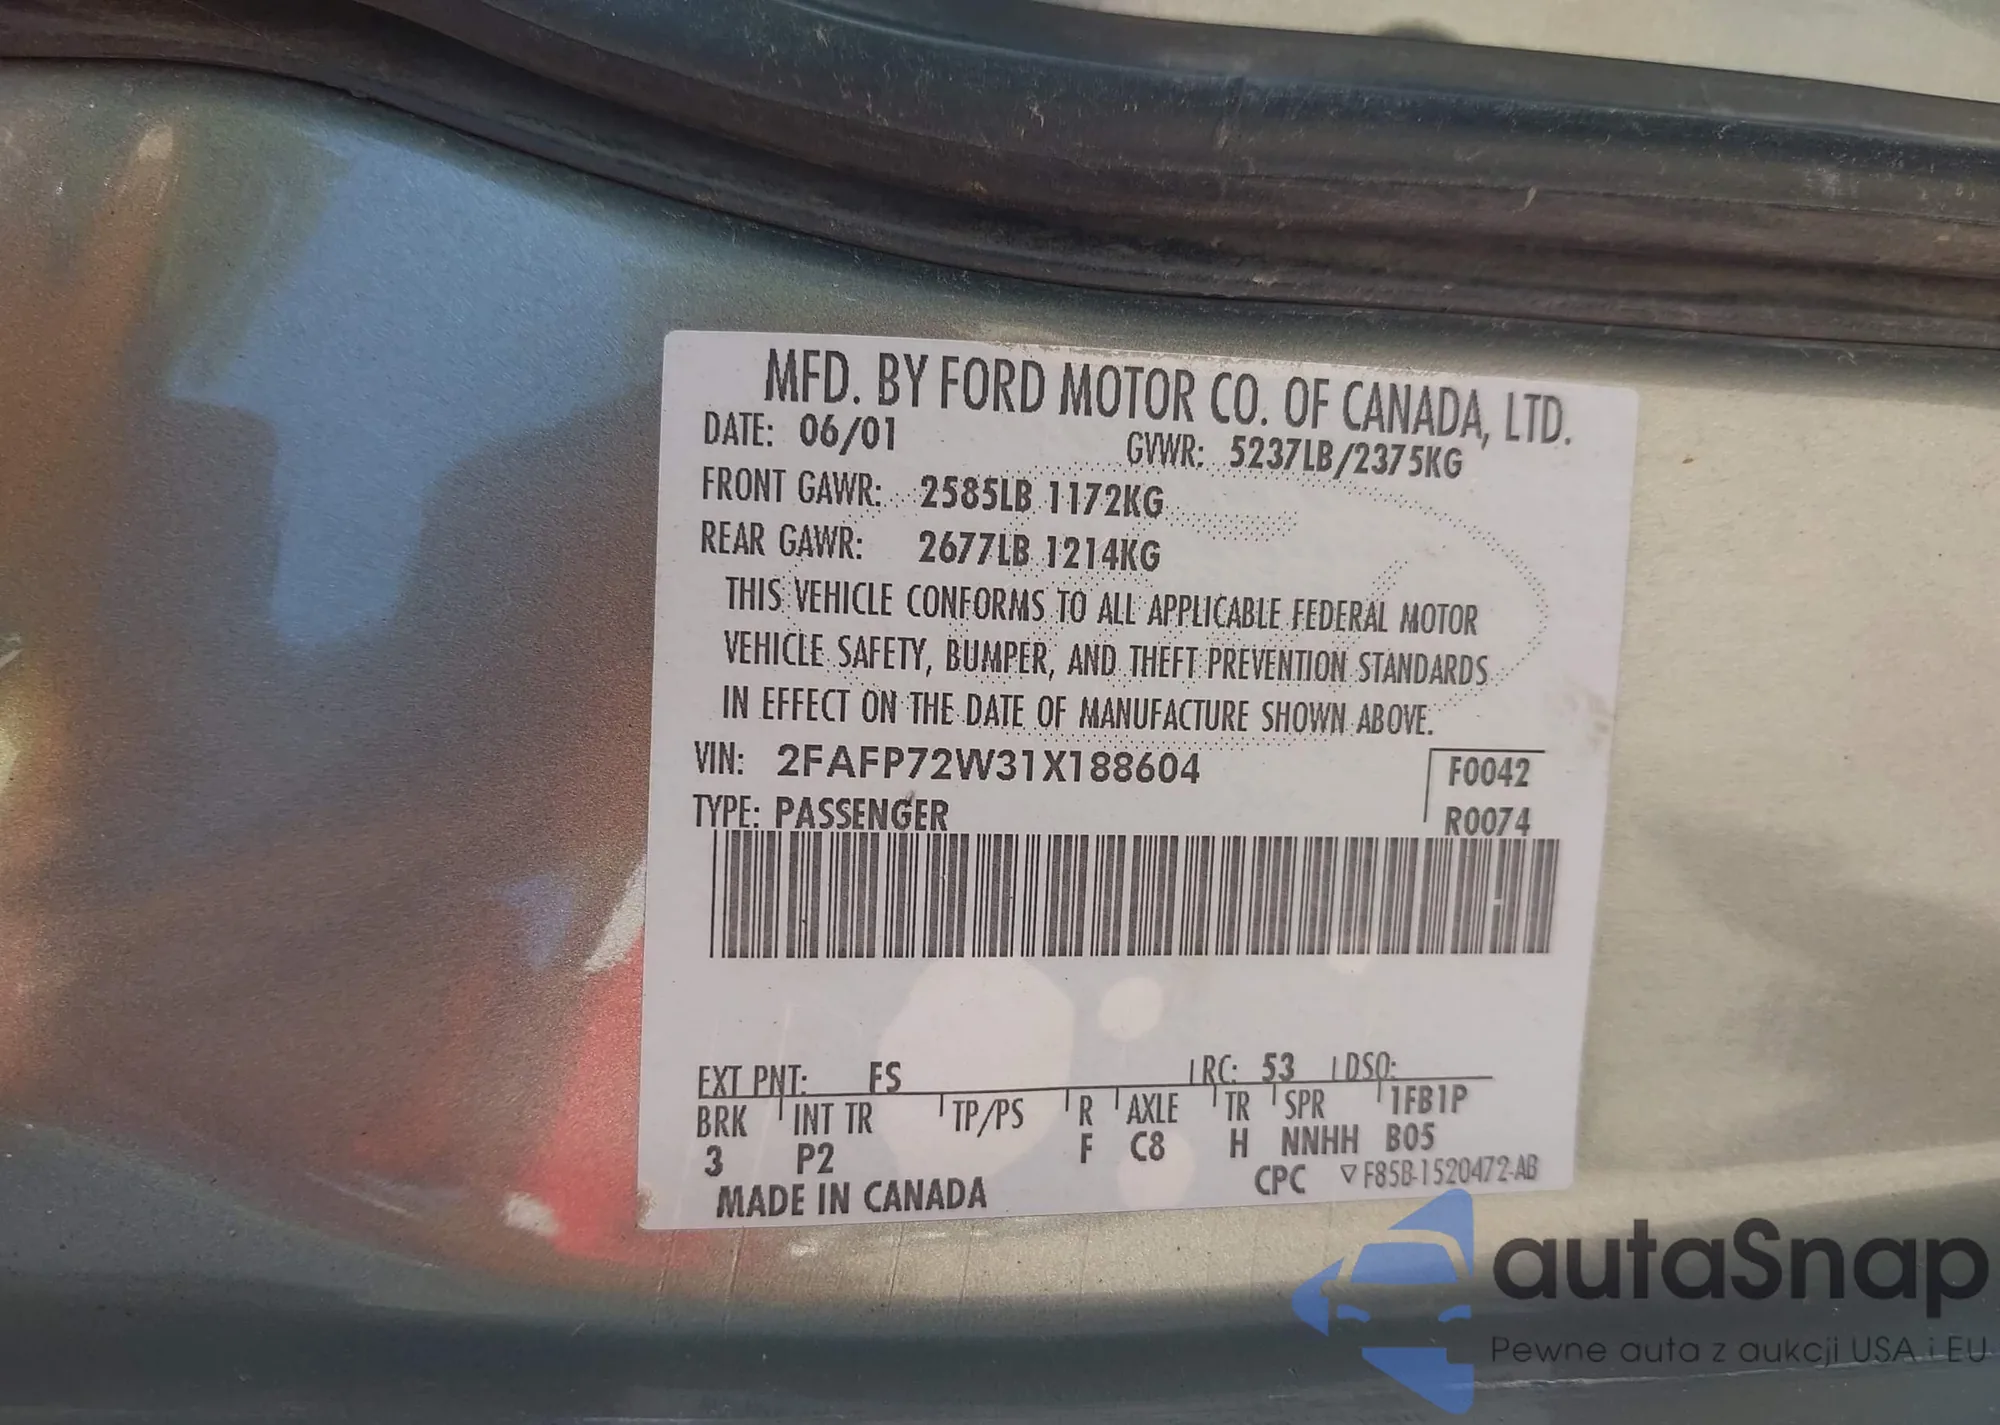 MFD. BY FORD MOTOR CO. OF CANADA, LTD.
DATE: 06/01 GVWR: 5237LB/2375KG
FRONT GAWR: 2585LB 1172KG
REAR GAWR: 2677LB 1214KG
THIS VEHICLE CONFORMS TO ALL APPLICABLE FEDERAL MOTOR
VEHICLE SAFETY, BUMPER, AND THEFT PREVENTION STANDARDS
IN EFFECT ON THE DATE OF MANUFACTURE SHOWN ABOVE.
VIN: 2FAFP72W31X188604 F0042
TYPE: PASSENGER R0074
EXT PNT: FS RC: 53 DSO:
BRK INT TR TP/PS R AXLE TR SPR 1FB1P
3 P2 F C8 H NNHH B05
MADE IN CANADA CPC ▽F85B-1520472-AB
autaSnap
Pewne auta z aukcji USA i EU